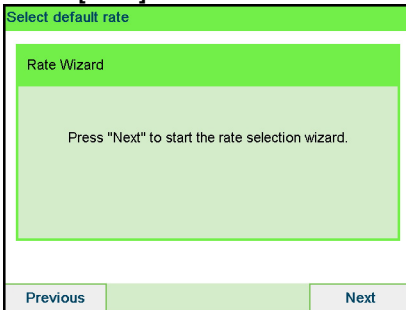 Select default rate
Rate Wizard
Press "Next" to start the rate selection wizard.
Previous
Next